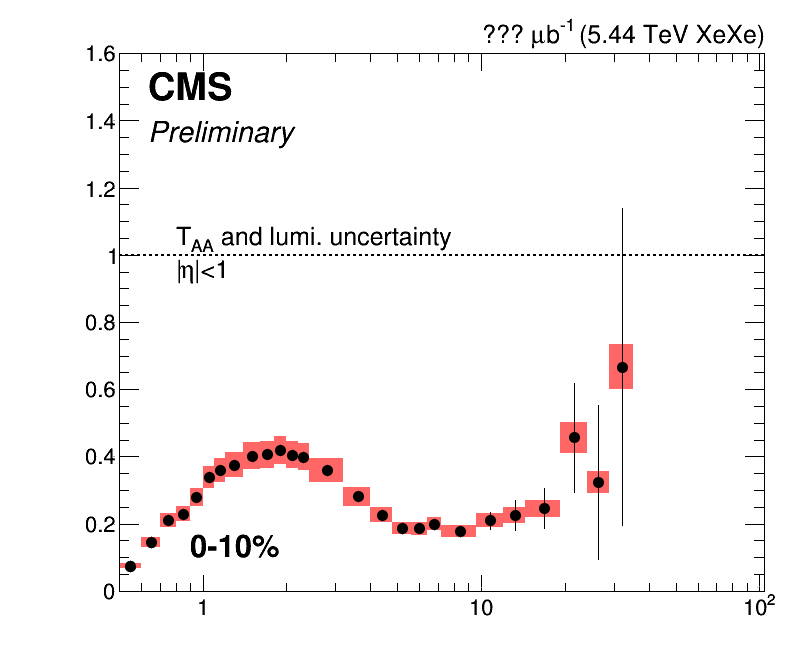 ??? μb⁻¹ (5.44 TeV XeXe)
1.6
CMS
1.4
Preliminary
1.2
T_AA and lumi. uncertainty
1
|η|<1
0.8
0.6
0.4
0.2
0-10%
0
1
10
10²